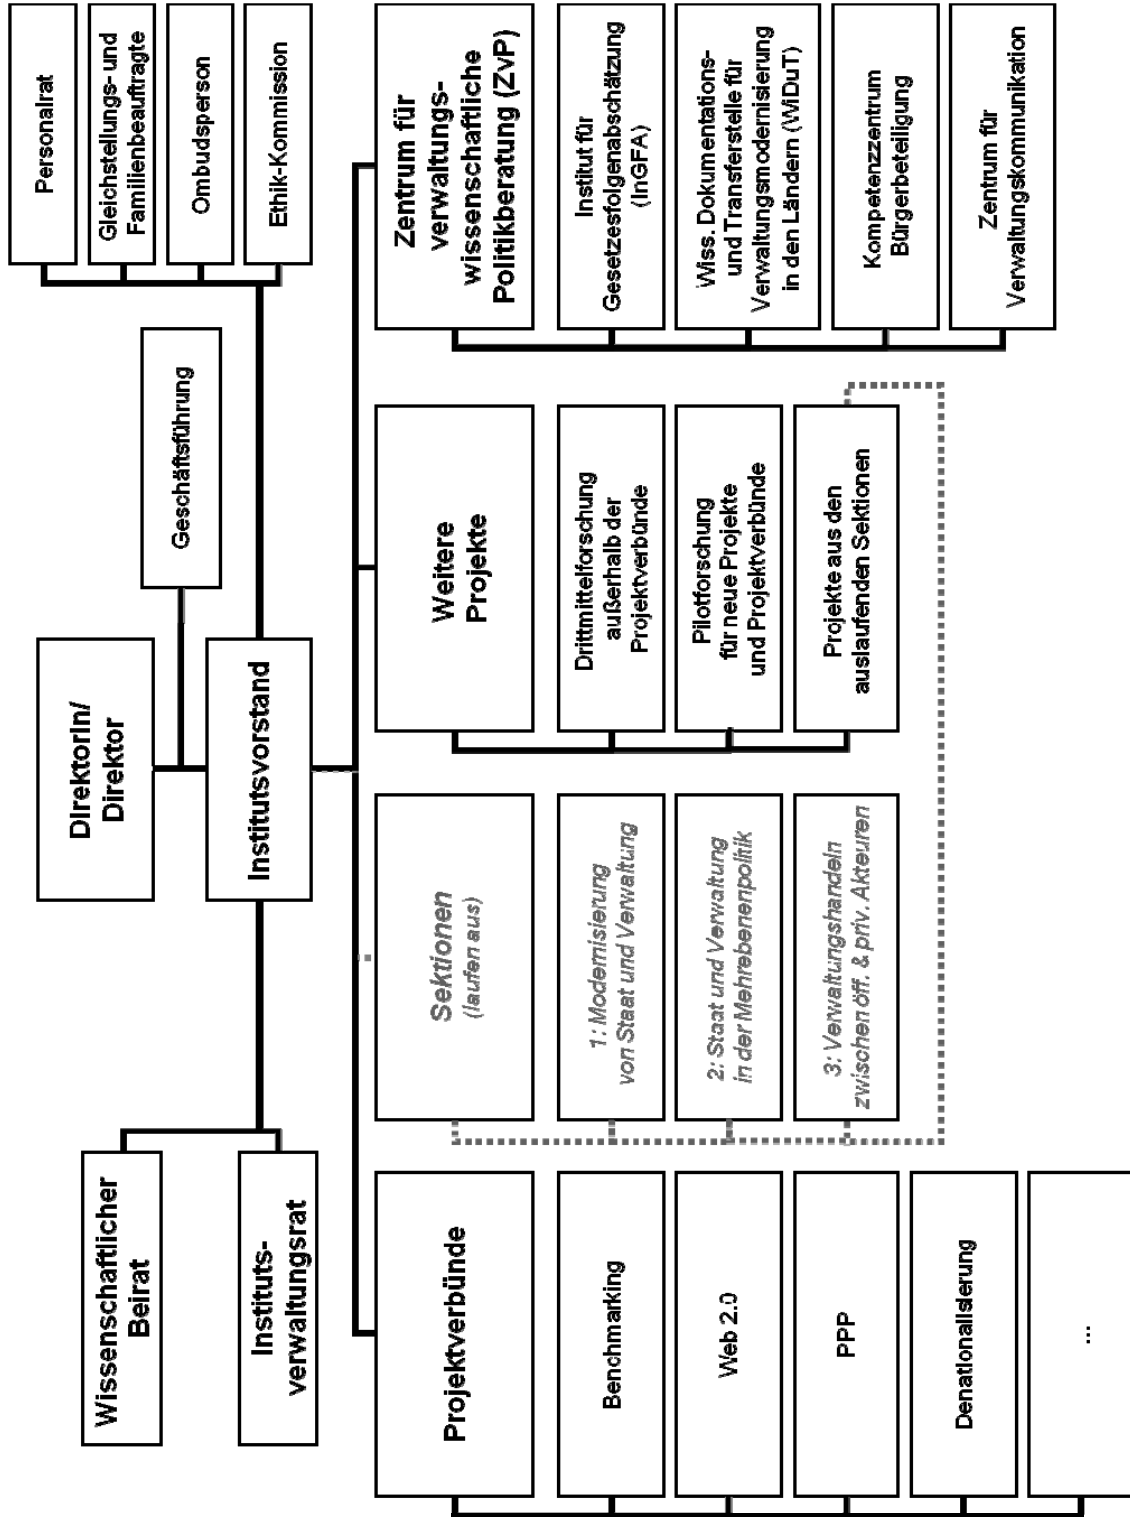 Direktorin/
Direktor
Geschäftsführung
Institutsvorstand
Wissenschaftlicher
Beirat
Instituts-
verwaltungsrat
Personalrat
Gleichstellungs- und
Familienbeauftragte
Ombudsperson
Ethik-Kommission
Projektverbünde
Benchmarking
Web 2.0
PPP
Denationalisierung
...
Sektionen
(laufen aus)
1: Modernisierung
von Staat und Verwaltung
2: Staat und Verwaltung
in der Mehrebenenpolitik
3: Verwaltungshandeln
zwischen öff. & priv. Akteuren
Weitere
Projekte
Drittmittelforschung
außerhalb der
Projektverbünde
Pilotforschung
für neue Projekte
und Projektverbünde
Projekte aus den
auslaufenden Sektionen
Zentrum für
verwaltungs-
wissenschaftliche
Politikberatung (ZvP)
Institut für
Gesetzesfolgenabschätzung
(InGFA)
Wiss. Dokumentations-
und Transferstelle für
Verwaltungsmodernisierung
in den Ländern (WiDuT)
Kompetenzzentrum
Bürgerbeteiligung
Zentrum für
Verwaltungskommunikation